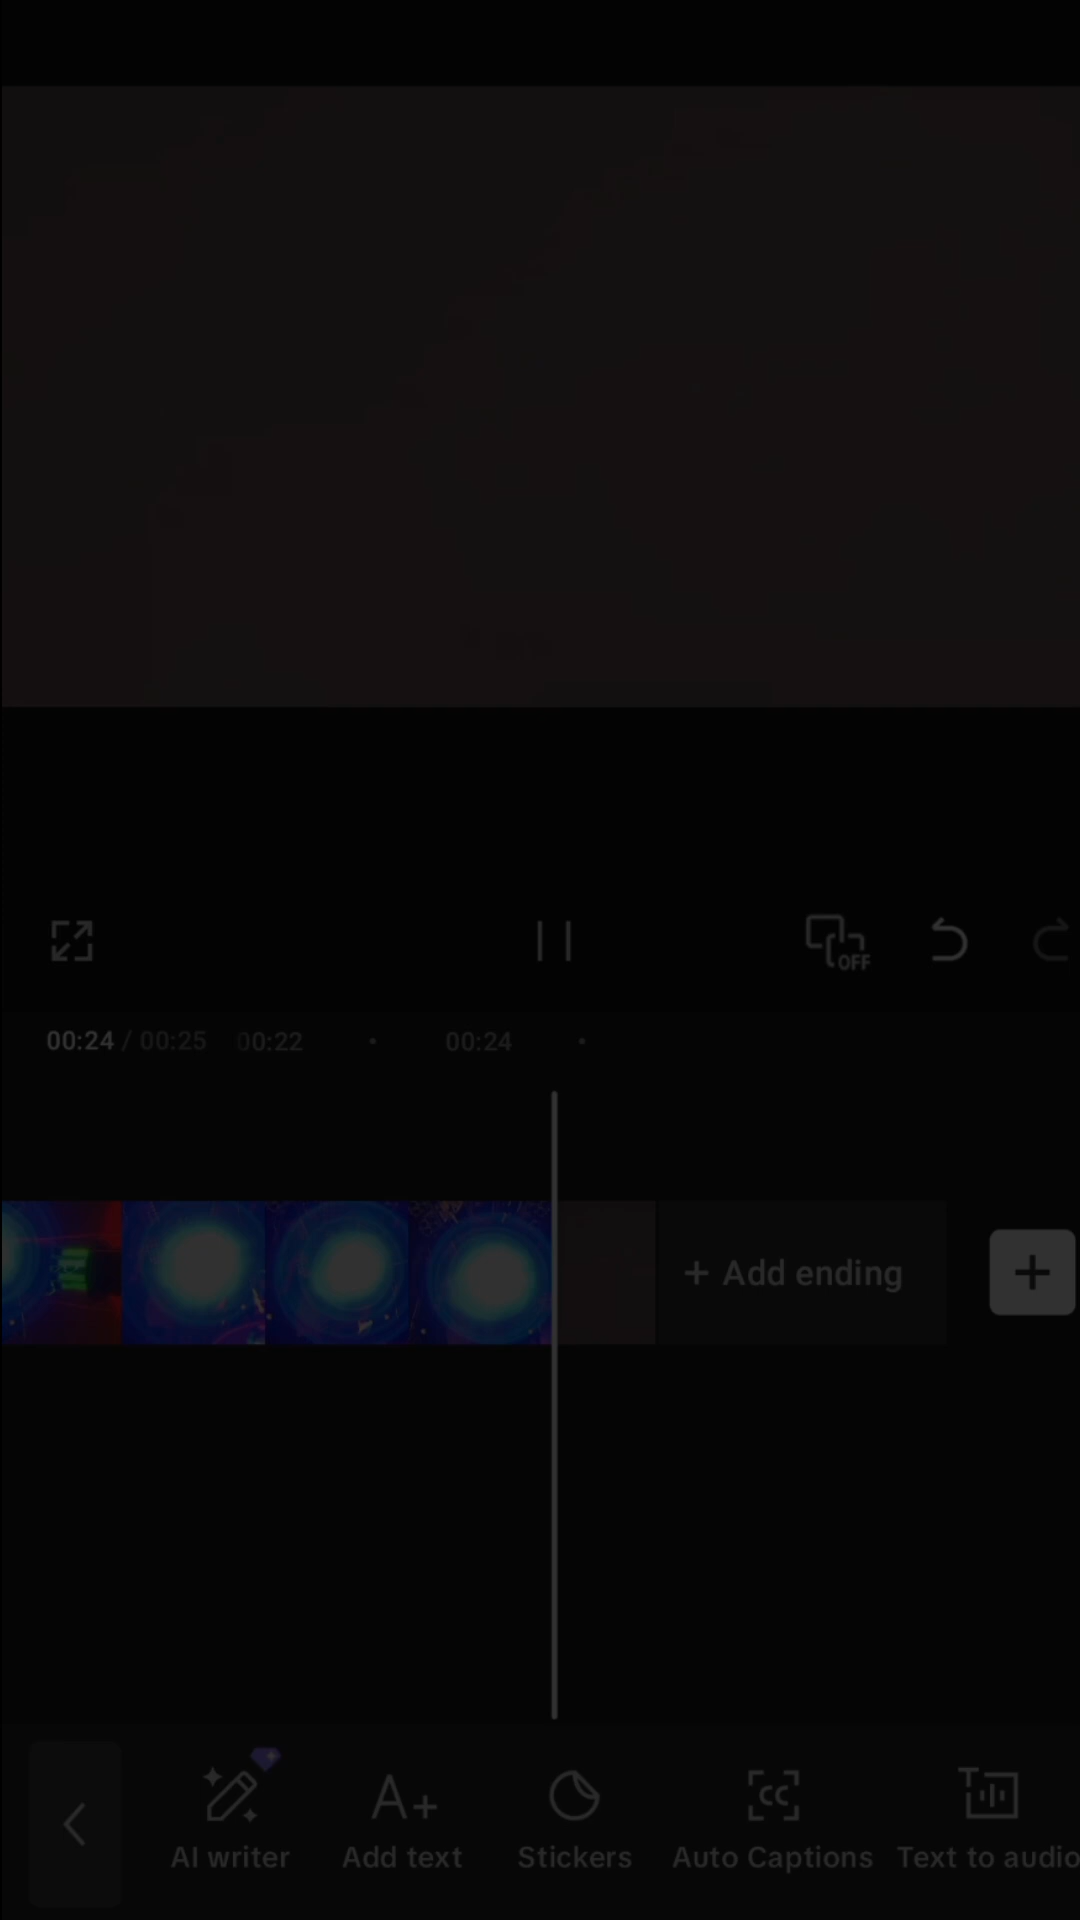 OFF
00:24 / 00:25 00:22 00:24
+ Add ending
AI writer
A+
Add text
Stickers
CC
Auto Captions
T
Text to audio